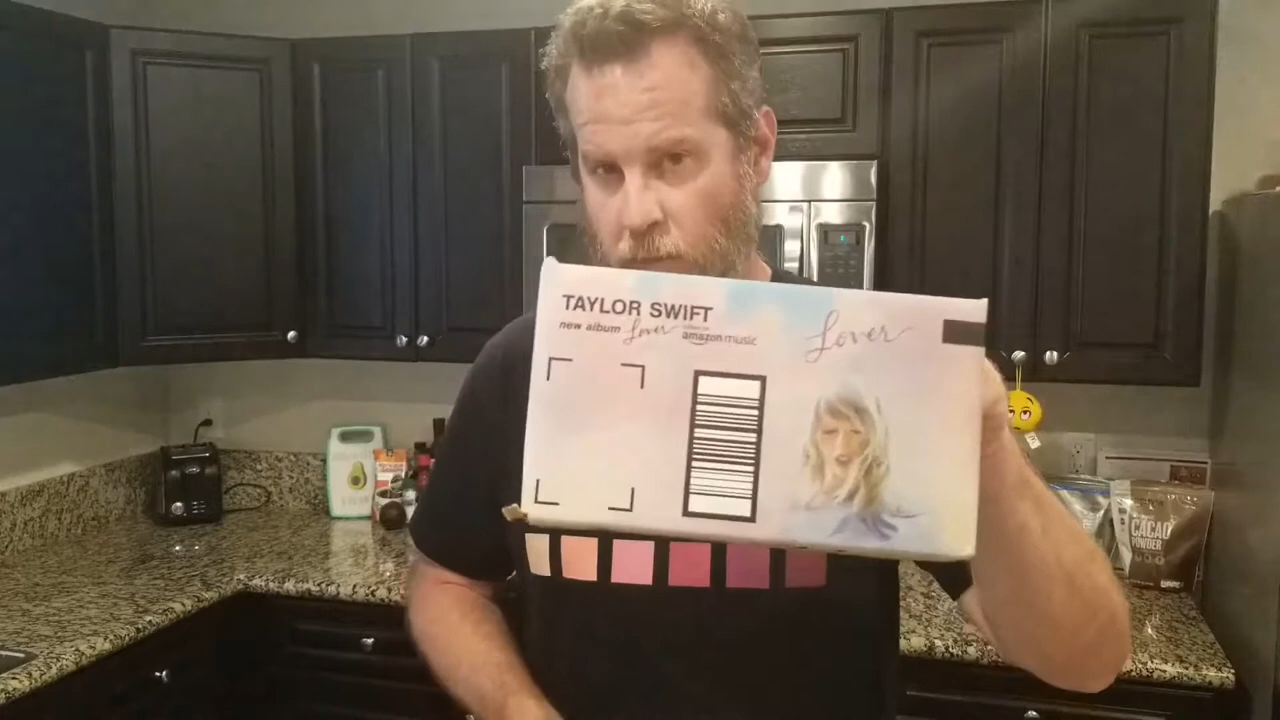 TAYLOR SWIFT
new album Lover
amazon music
Lover
CACAO
POWDER